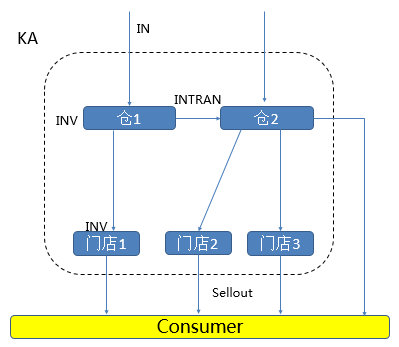 IN
KA
INTRAN
INV
仓1
仓2
INV
门店1
门店2
门店3
Sellout
Consumer